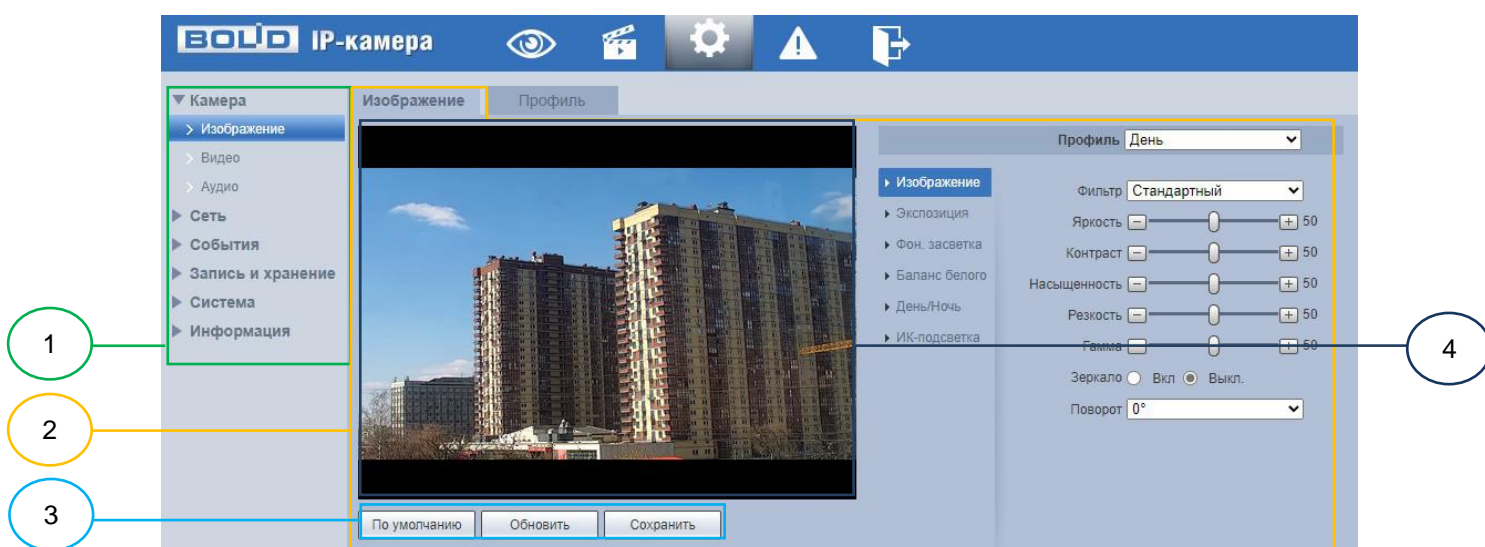 BOLID IP-камера
Камера
Изображение
Видео
Аудио
Сеть
События
Запись и хранение
Система
Информация
Изображение Профиль
Профиль День
Изображение
Экспозиция
Фон. засветка
Баланс белого
День/Ночь
ИК-подсветка
Фильтр Стандартный
Яркость 50
Контраст 50
Насыщенность 50
Резкость 50
Гамма 50
Зеркало Вкл Выкл.
Поворот 0°
По умолчанию Обновить Сохранить
1
2
3
4